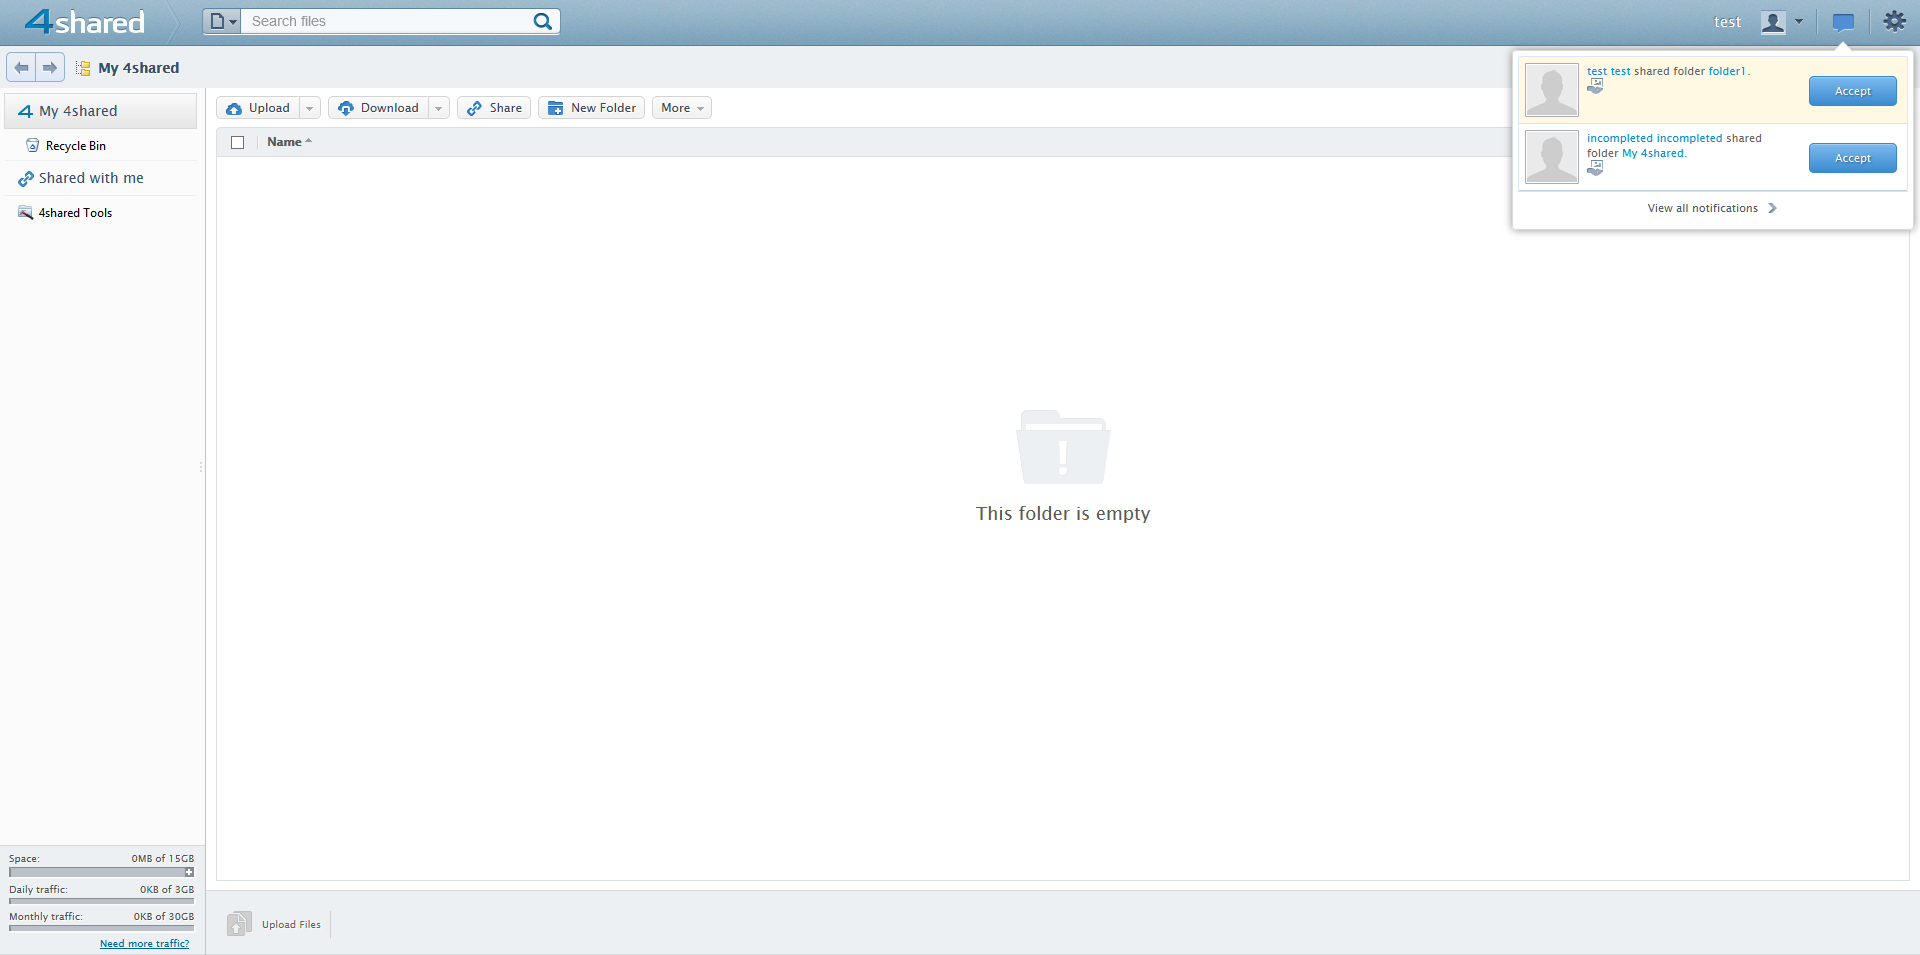 4shared
Search files
test
My 4shared
My 4shared
Recycle Bin
Shared with me
4shared Tools
Upload
Download
Share
New Folder
More
Name
test test shared folder folder1.
Accept
incompleted incompleted shared
folder My 4shared.
Accept
View all notifications
This folder is empty
Space: 0MB of 15GB
Daily traffic: 0KB of 3GB
Monthly traffic: 0KB of 30GB
Need more traffic?
Upload Files